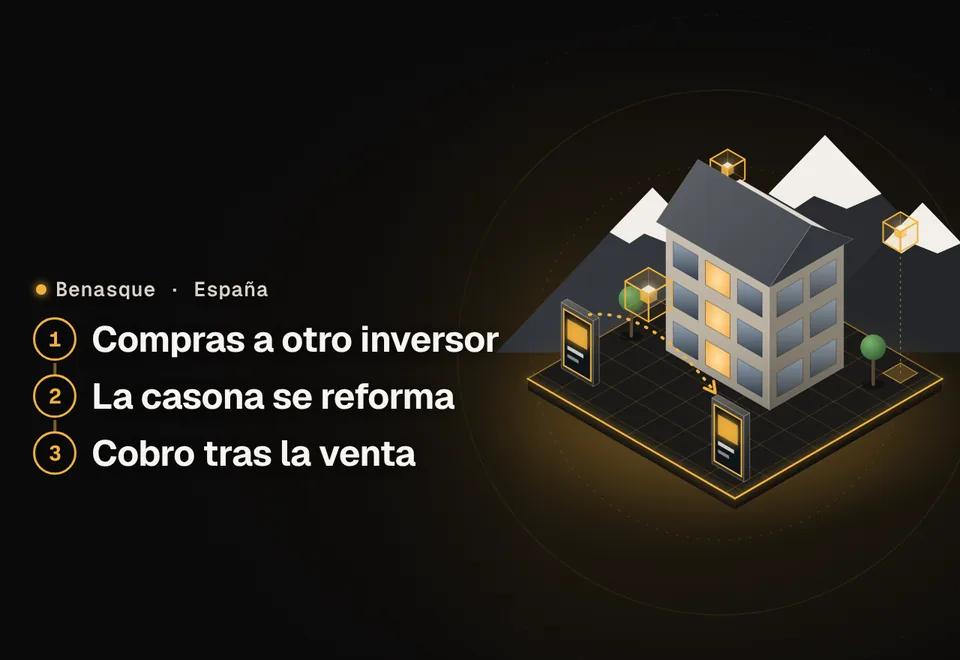 Benasque · España
1 Compras a otro inversor
2 La casona se reforma
3 Cobro tras la venta